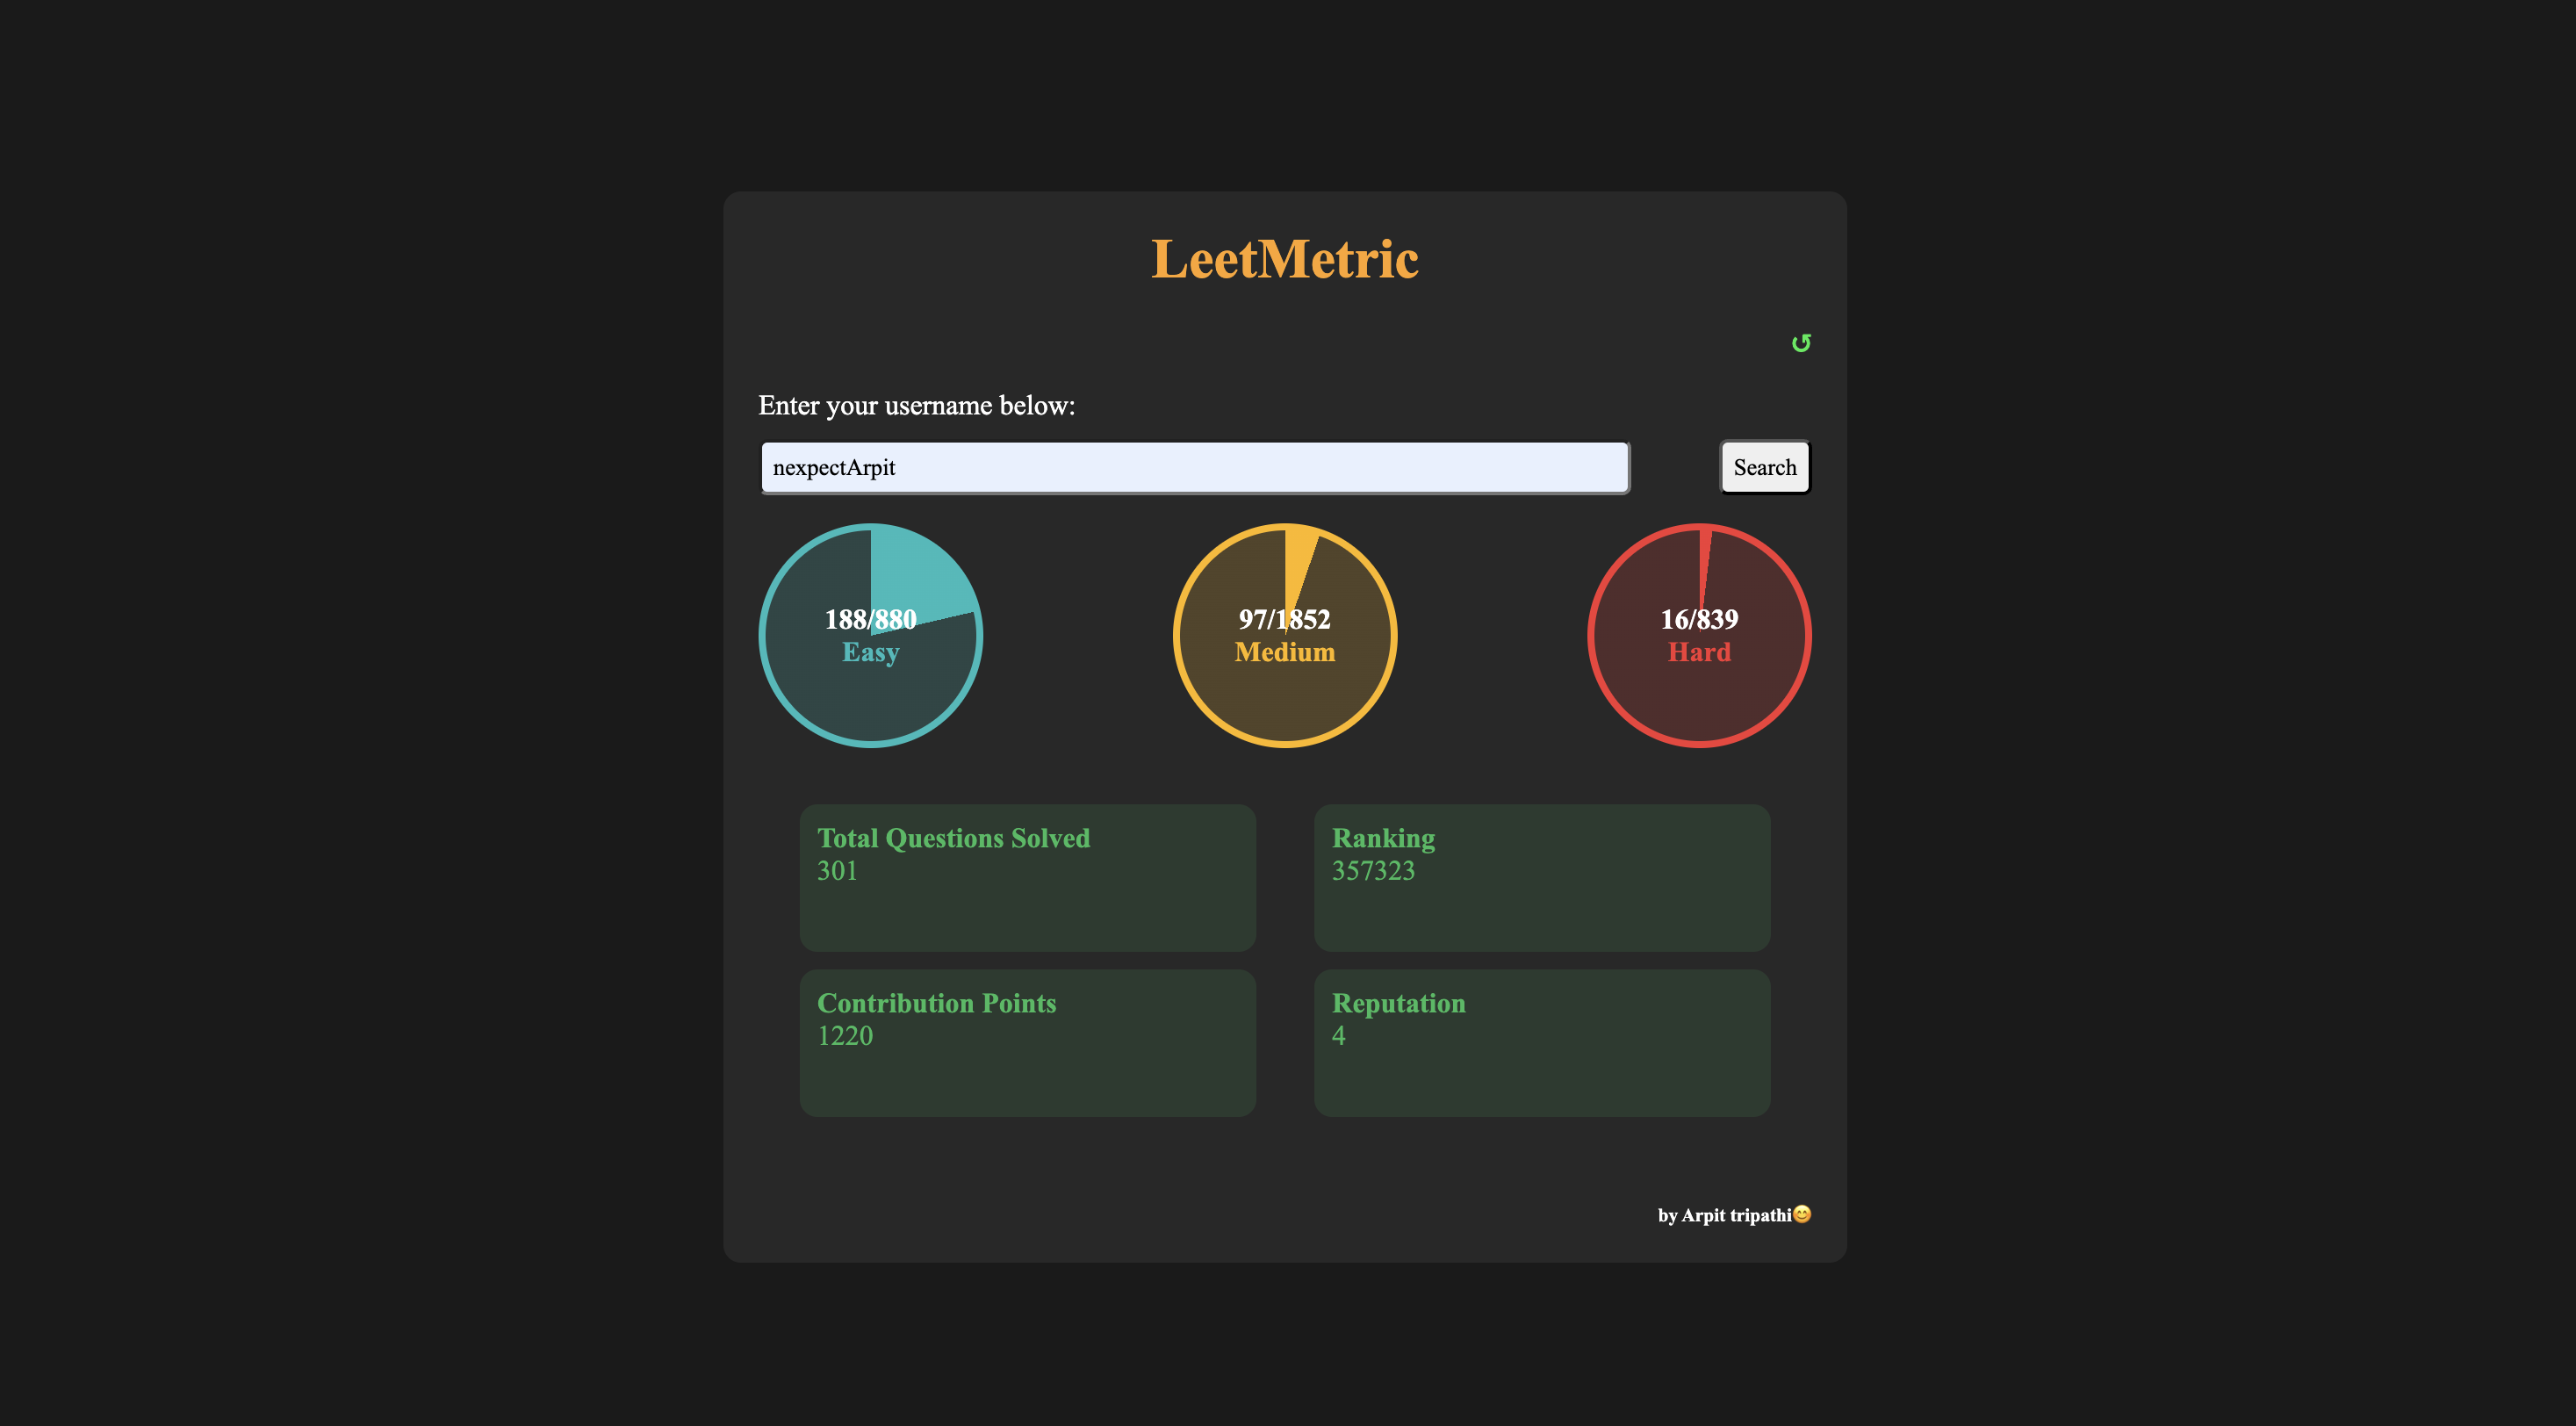 LeetMetric
↺
Enter your username below:
nexpectArpit
Search
188/880
Easy
97/1852
Medium
16/839
Hard
Total Questions Solved
301
Ranking
357323
Contribution Points
1220
Reputation
4
by Arpit tripathi😊